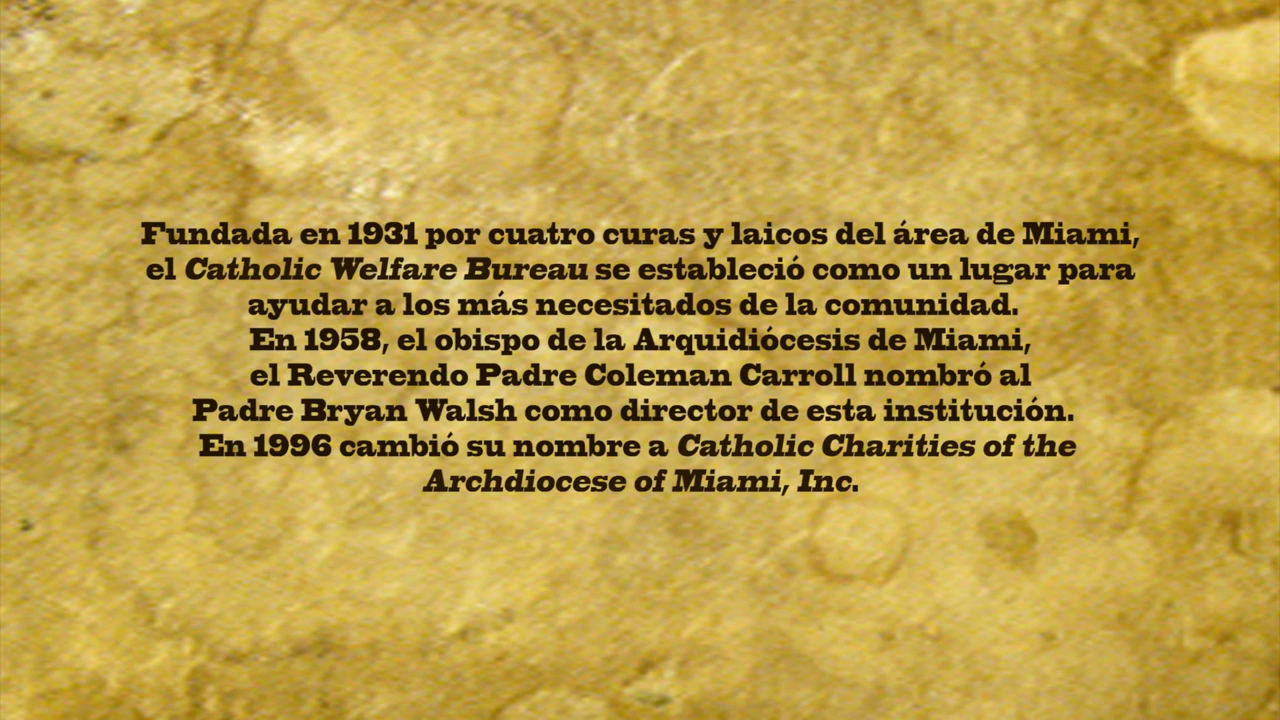 Fundada en 1931 por cuatro curas y laicos del área de Miami,
el Catholic Welfare Bureau se estableció como un lugar para
ayudar a los más necesitados de la comunidad.
En 1958, el obispo de la Arquidiócesis de Miami,
el Reverendo Padre Coleman Carroll nombró al
Padre Bryan Walsh como director de esta institución.
En 1996 cambió su nombre a Catholic Charities of the
Archdiocese of Miami, Inc.